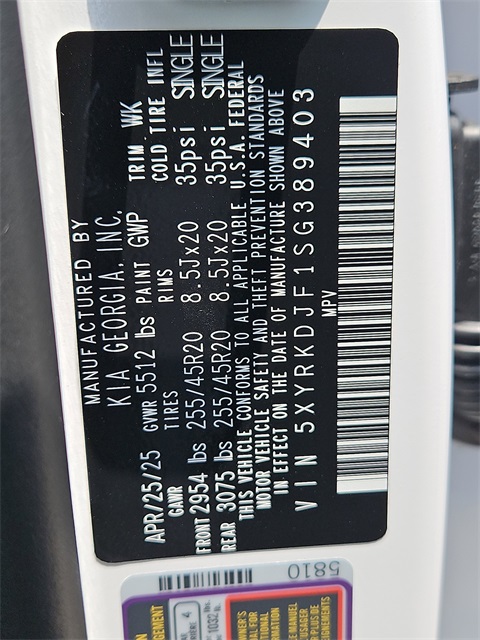 MANUFACTURED BY
KIA GEORGIA, INC.
APR/25/25 GVWR 5512 lbs PAINT GWP TRIM WK
GAWR TIRES RIMS COLD TIRE INFL
FRONT 2954 lbs 255/45R20 8.5Jx20 35psi SINGLE
REAR 3075 lbs 255/45R20 8.5Jx20 35psi SINGLE
THIS VEHICLE CONFORMS TO ALL APPLICABLE U.S.A. FEDERAL
MOTOR VEHICLE SAFETY AND THEFT PREVENTION STANDARDS
IN EFFECT ON THE DATE OF MANUFACTURE SHOWN ABOVE
VIN 5XYRKDJF1SG389403
MPV
5810